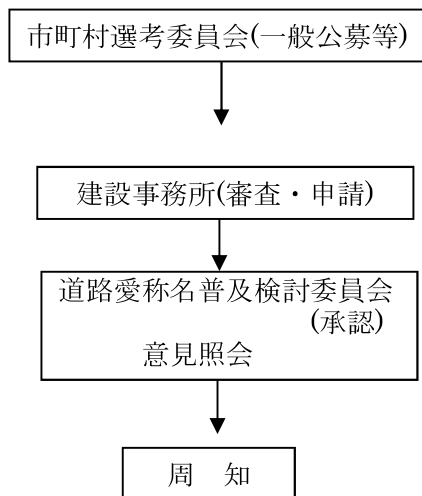 市町村選考委員会(一般公募等)
建設事務所(審査・申請)
道路愛称名普及検討委員会
(承認)
意見照会
周　知